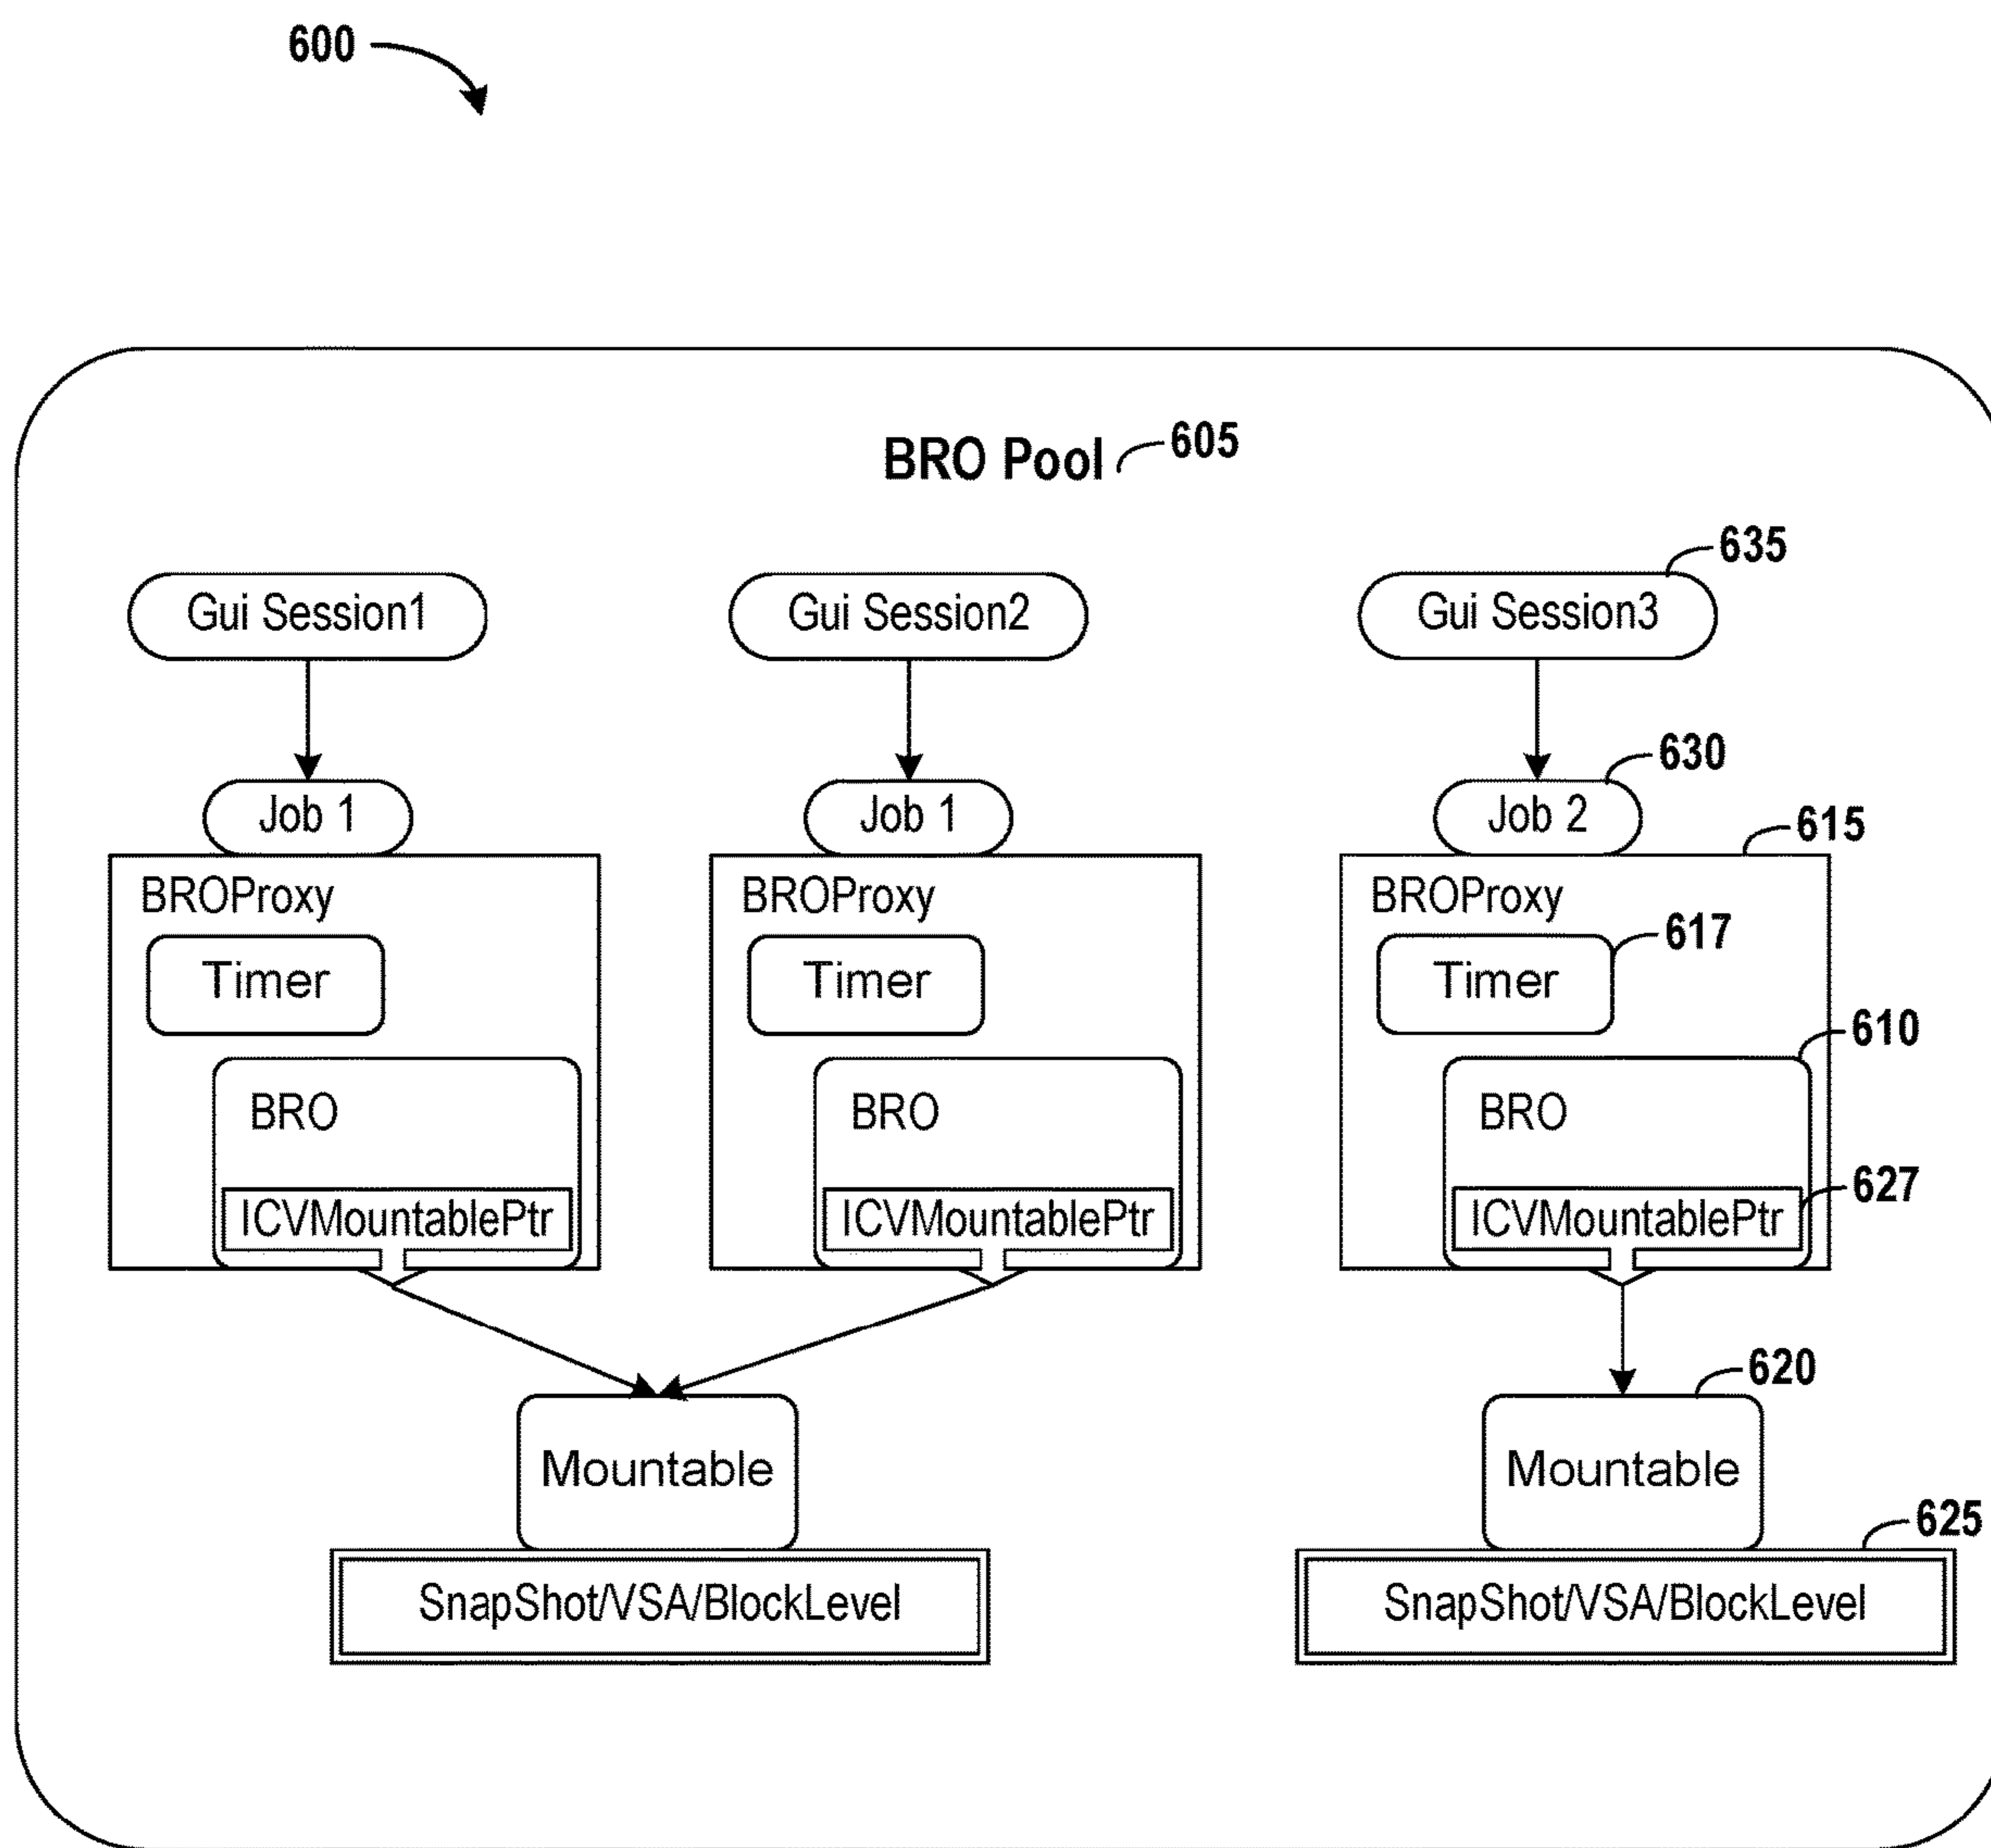 600
BRO Pool 605
635
Gui Session1 Gui Session2 Gui Session3
630
Job 1 Job 1 Job 2
615
BROProxy BROProxy BROProxy
617
Timer Timer Timer
610
BRO BRO BRO
627
ICVMountablePtr ICVMountablePtr ICVMountablePtr
620
Mountable Mountable
625
SnapShot/VSA/BlockLevel SnapShot/VSA/BlockLevel